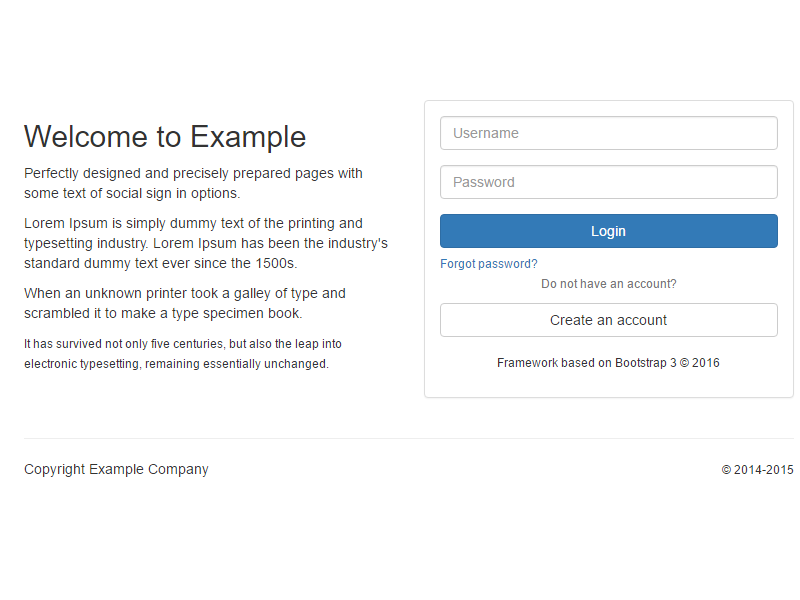 Welcome to Example
Perfectly designed and precisely prepared pages with
some text of social sign in options.
Lorem Ipsum is simply dummy text of the printing and
typesetting industry. Lorem Ipsum has been the industry's
standard dummy text ever since the 1500s.
When an unknown printer took a galley of type and
scrambled it to make a type specimen book.
It has survived not only five centuries, but also the leap into
electronic typesetting, remaining essentially unchanged.
Username
Password
Login
Forgot password?
Do not have an account?
Create an account
Framework based on Bootstrap 3 © 2016
Copyright Example Company
© 2014-2015